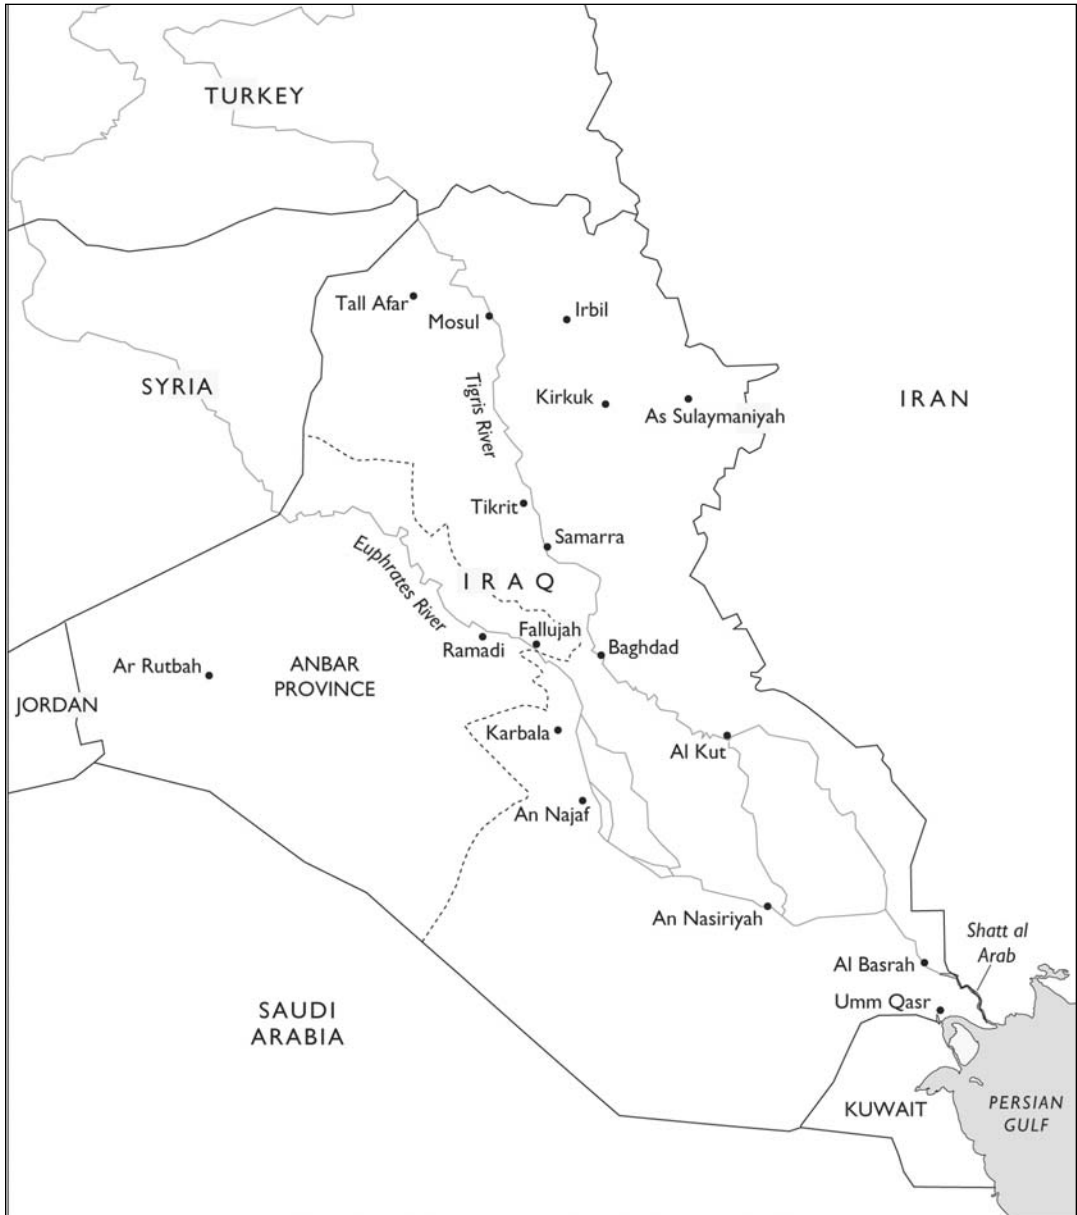 TURKEY
Tall Afar
Mosul
Irbil
SYRIA
Tigris River
Kirkuk
As Sulaymaniyah
IRAN
Tikrit
Samarra
Euphrates River
IRAQ
Fallujah
Ramadi
Baghdad
Ar Rutbah
ANBAR
PROVINCE
JORDAN
Karbala
Al Kut
An Najaf
An Nasiriyah
Shatt al
Arab
Al Basrah
Umm Qasr
SAUDI
ARABIA
KUWAIT
PERSIAN
GULF